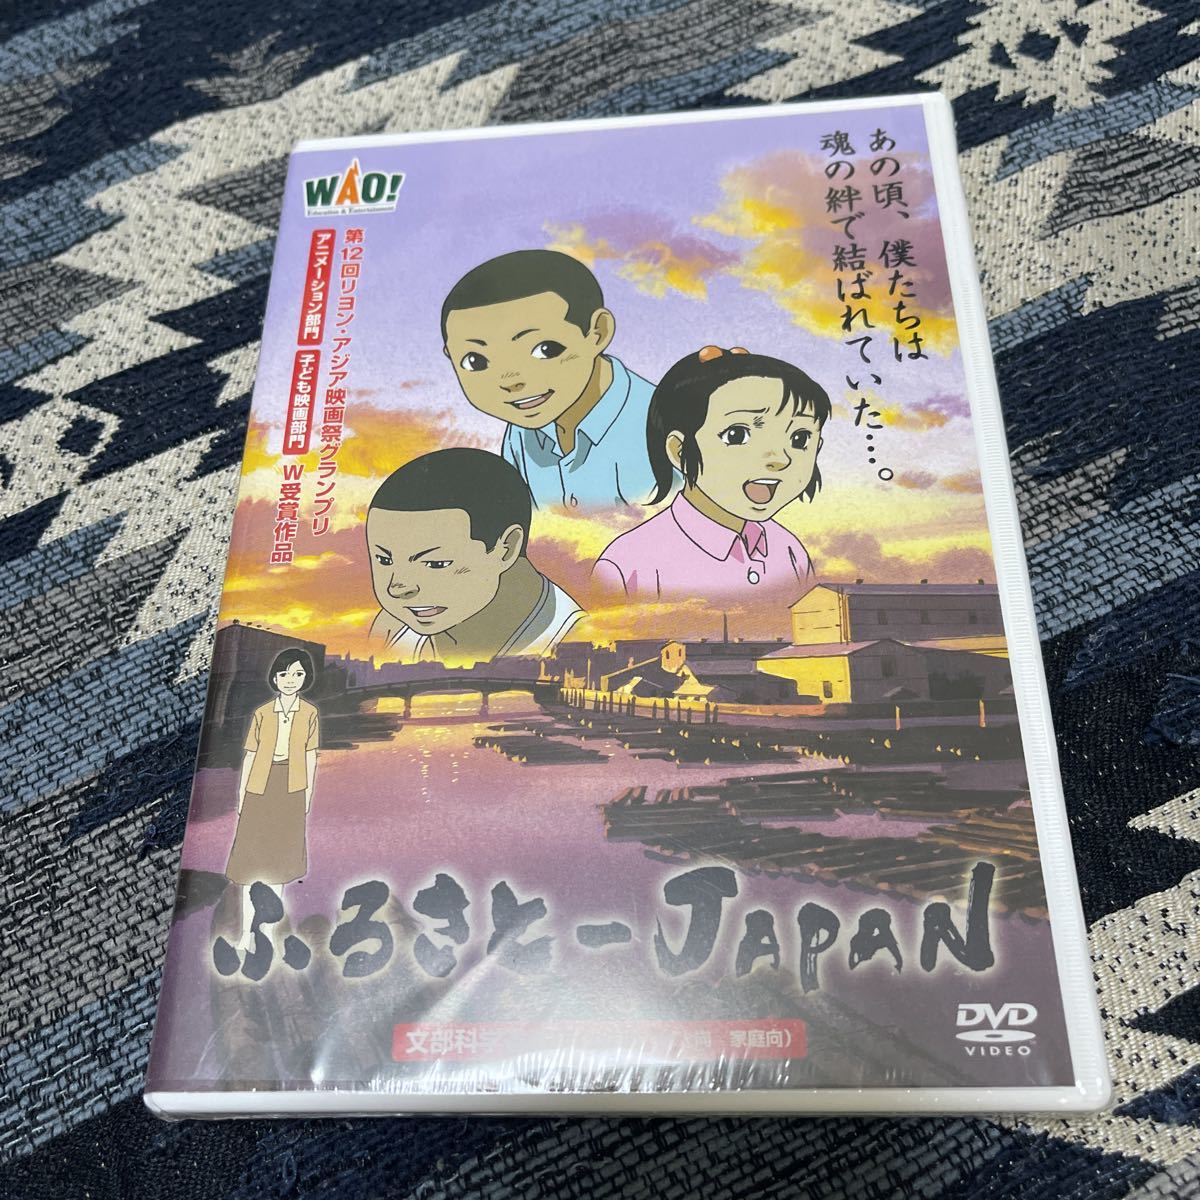 あの頃、僕たちは
魂の絆で結ばれていた…。
WAO!
Education & Entertainment
第12回リヨン・アジア映画祭グランプリ
アニメーション部門
子ども映画部門
W受賞作品
ふるさと-JAPAN
文部科学
家庭向）
DVD
VIDEO